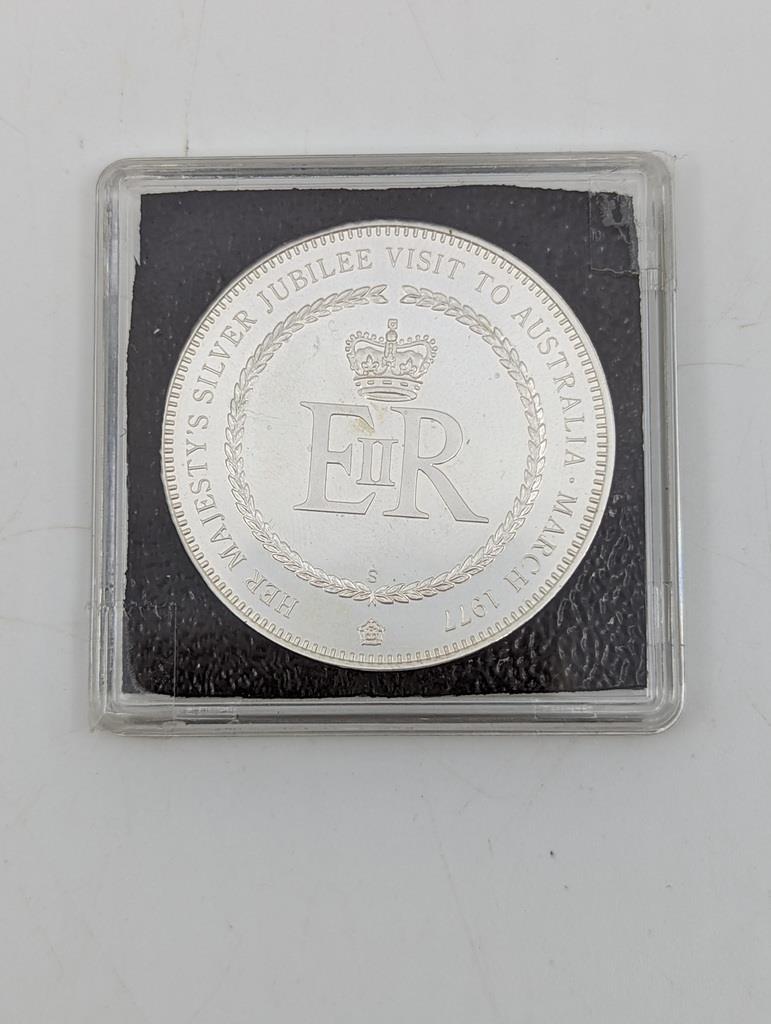 HER MAJESTY'S SILVER JUBILEE VISIT TO AUSTRALIA · MARCH 1977
EIIR
S